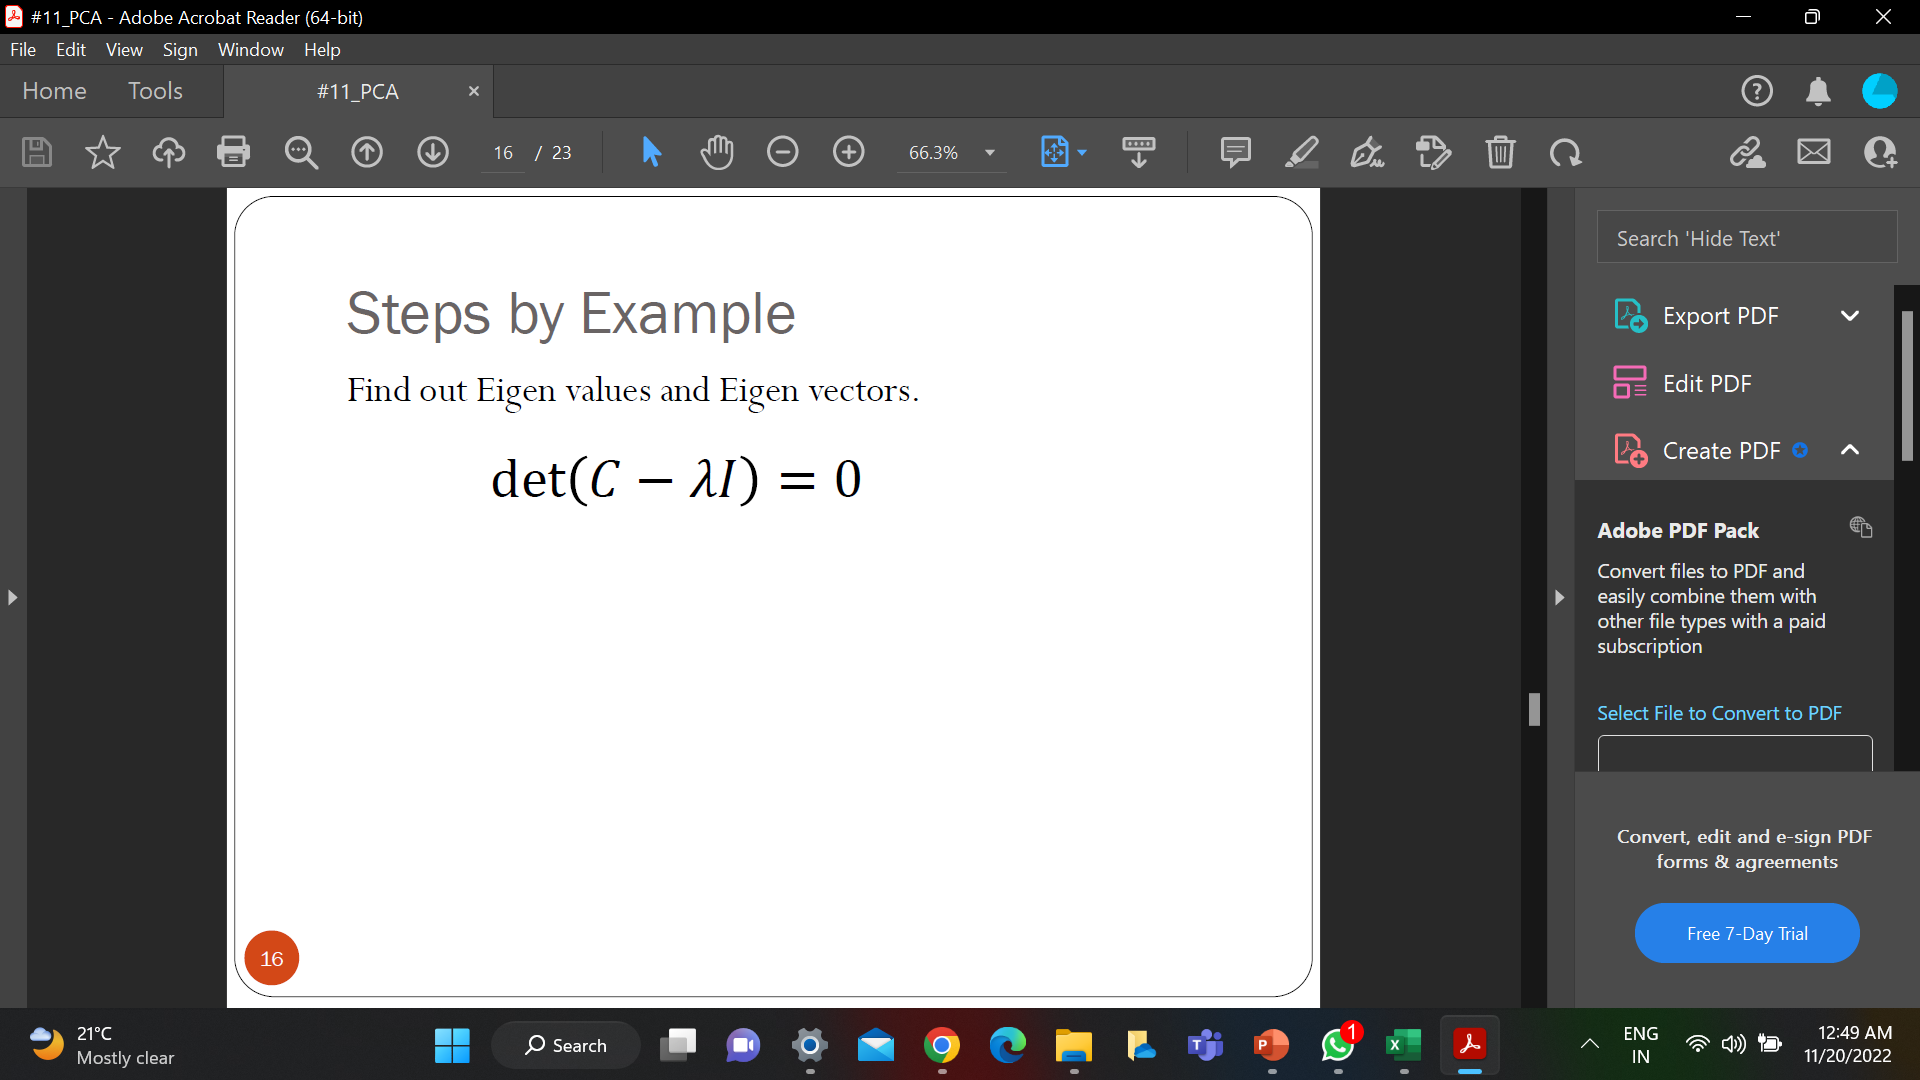 #11_PCA - Adobe Acrobat Reader (64-bit)
File Edit View Sign Window Help
Home Tools #11_PCA
16 / 23 66.3%
Steps by Example
Find out Eigen values and Eigen vectors.
det(C − λI) = 0
16
Search 'Hide Text'
Export PDF
Edit PDF
Create PDF
Adobe PDF Pack
Convert files to PDF and
easily combine them with
other file types with a paid
subscription
Select File to Convert to PDF
Convert, edit and e-sign PDF
forms & agreements
Free 7-Day Trial
21°C
Mostly clear
Search
1
ENG
IN
12:49 AM
11/20/2022